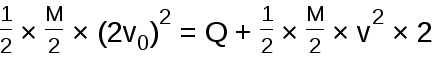 ½ × M/2 × (2v₀)² = Q + ½ × M/2 × v² × 2